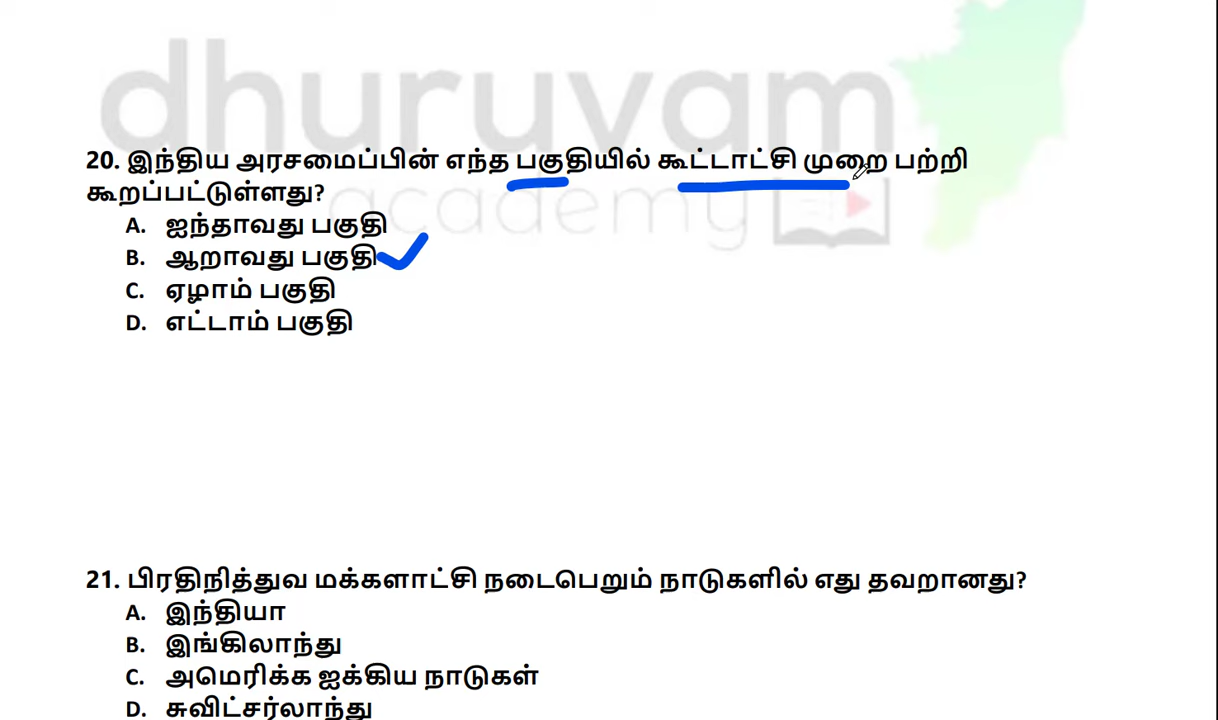 dhuruvam
academy
20. இந்திய அரசமைப்பின் எந்த பகுதியில் கூட்டாட்சி முறை பற்றி
கூறப்பட்டுள்ளது?
A. ஐந்தாவது பகுதி
B. ஆறாவது பகுதி
C. ஏழாம் பகுதி
D. எட்டாம் பகுதி
21. பிரதிநித்துவ மக்களாட்சி நடைபெறும் நாடுகளில் எது தவறானது?
A. இந்தியா
B. இங்கிலாந்து
C. அமெரிக்க ஐக்கிய நாடுகள்
D. சுவிட்சர்லாந்து